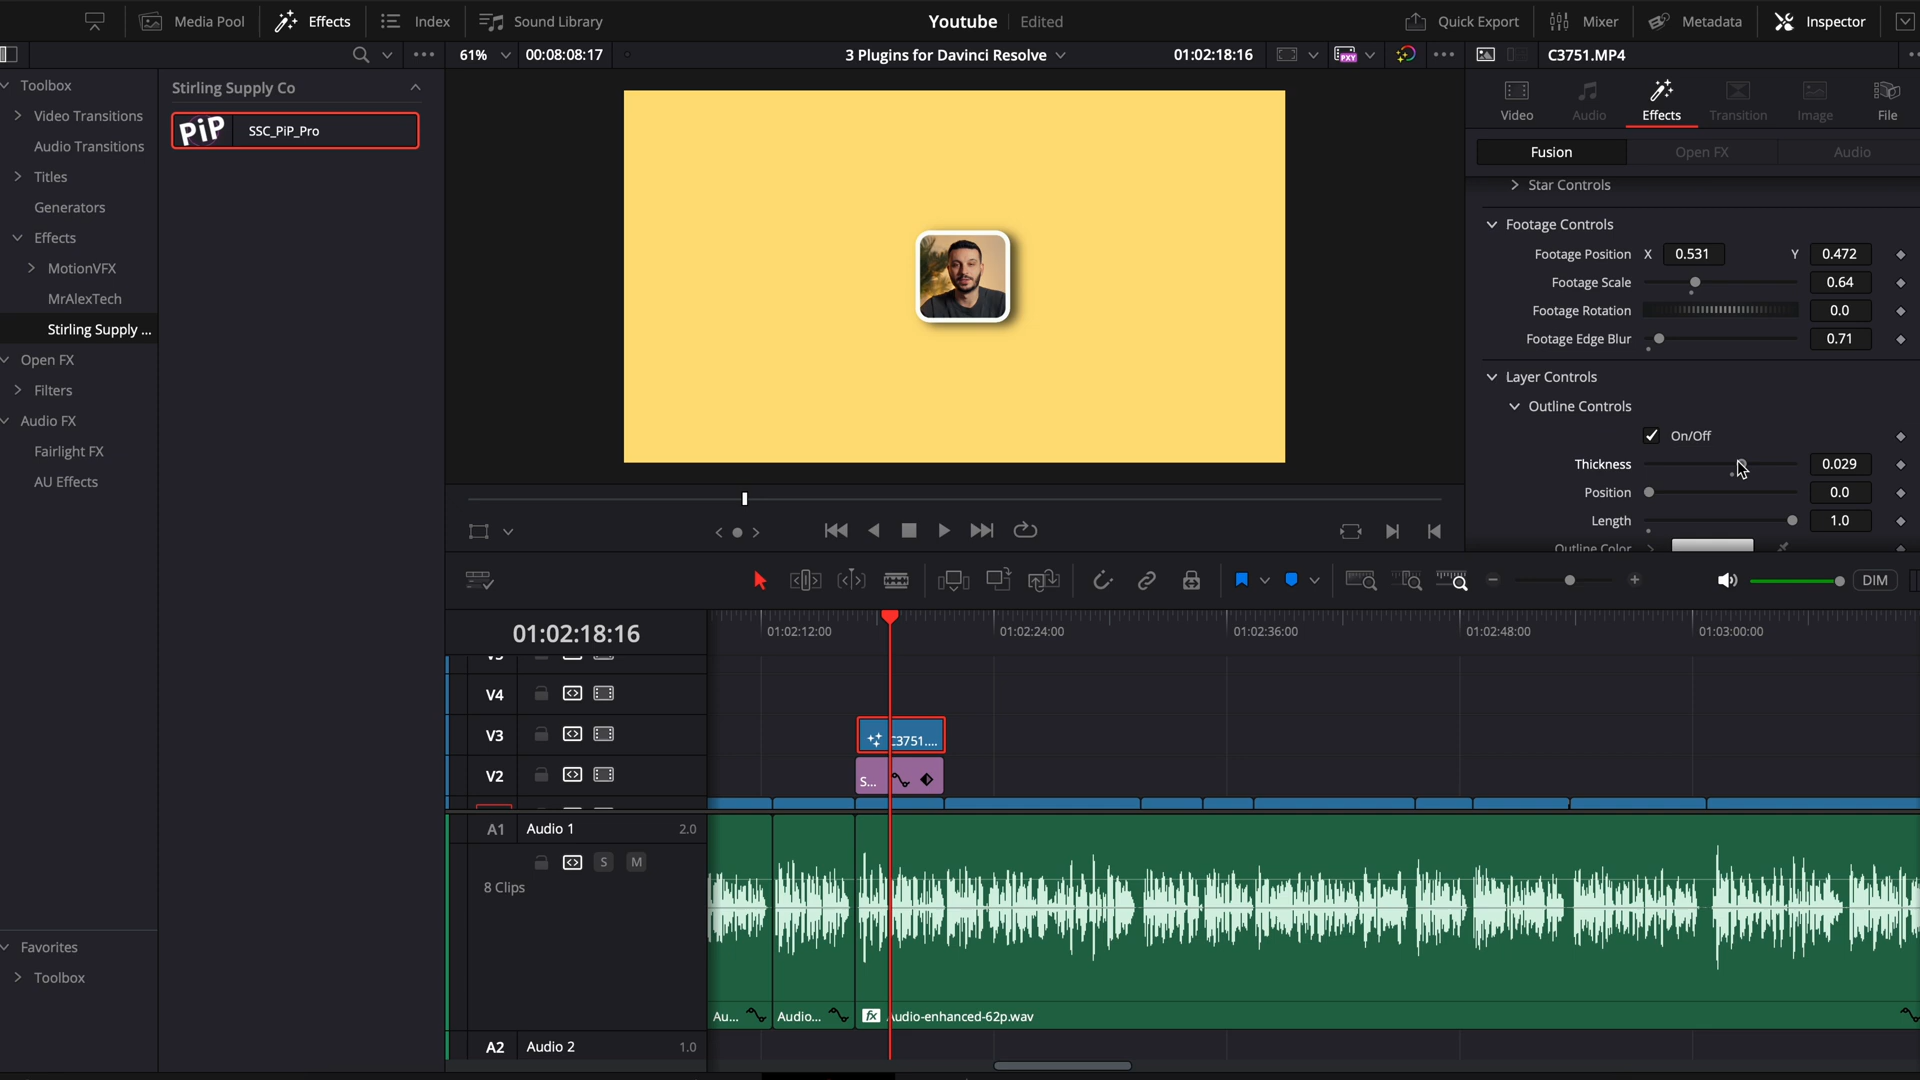 Media Pool
Effects
Index
Sound Library
Youtube
Edited
Quick Export
Mixer
Metadata
Inspector
61%
00:08:08:17
3 Plugins for Davinci Resolve
01:02:18:16
PXY
C3751.MP4
Toolbox
Video Transitions
Audio Transitions
Titles
Generators
Effects
MotionVFX
MrAlexTech
Stirling Supply ...
Open FX
Filters
Audio FX
Fairlight FX
AU Effects
Favorites
Toolbox
Stirling Supply Co
PiP
SSC_PiP_Pro
Video
Audio
Effects
Transition
Image
File
Fusion
Open FX
Audio
Star Controls
Footage Controls
Footage Position X 0.531 Y 0.472
Footage Scale 0.64
Footage Rotation 0.0
Footage Edge Blur 0.71
Layer Controls
Outline Controls
On/Off
Thickness 0.029
Position 0.0
Length 1.0
Outline Color
DIM
01:02:18:16
01:02:12:00
01:02:24:00
01:02:36:00
01:02:48:00
01:03:00:00
V4
V3
C3751....
V2
S...
A1 Audio 1 2.0
S M
8 Clips
Au...
Audio...
fx
Audio-enhanced-62p.wav
A2 Audio 2 1.0